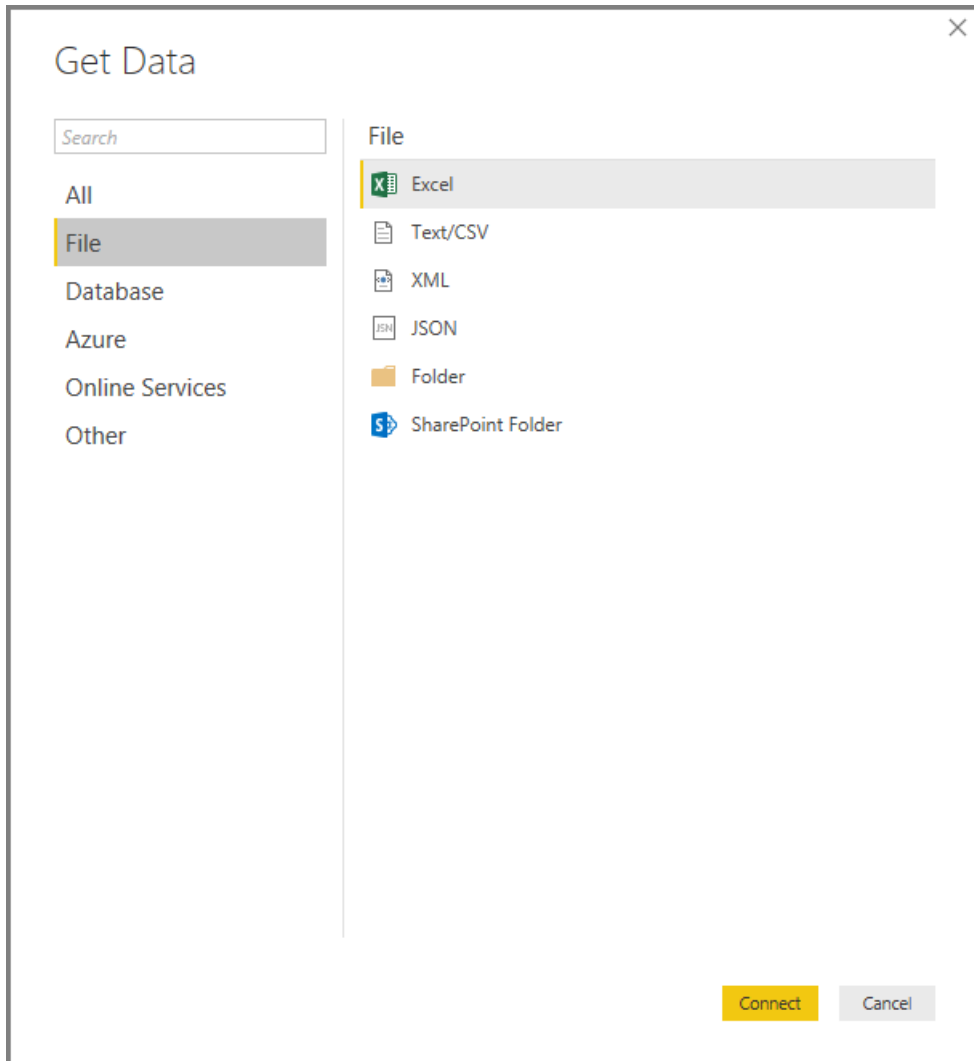 Get Data
Search
All
File
Database
Azure
Online Services
Other
File
Excel
Text/CSV
XML
JSN
JSON
Folder
SharePoint Folder
Connect
Cancel